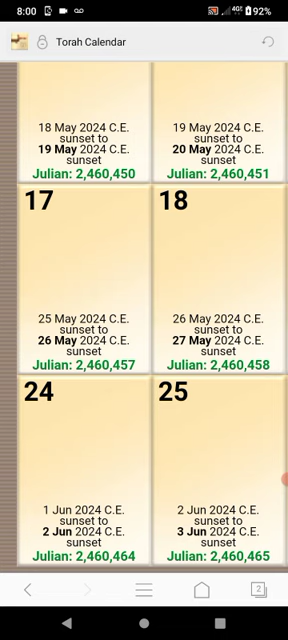 8:00 4G 92%
Torah Calendar
18 May 2024 C.E.
sunset to
19 May 2024 C.E.
sunset
Julian: 2,460,450
19 May 2024 C.E.
sunset to
20 May 2024 C.E.
sunset
Julian: 2,460,451
17
25 May 2024 C.E.
sunset to
26 May 2024 C.E.
sunset
Julian: 2,460,457
18
26 May 2024 C.E.
sunset to
27 May 2024 C.E.
sunset
Julian: 2,460,458
24
1 Jun 2024 C.E.
sunset to
2 Jun 2024 C.E.
sunset
Julian: 2,460,464
25
2 Jun 2024 C.E.
sunset to
3 Jun 2024 C.E.
sunset
Julian: 2,460,465
2